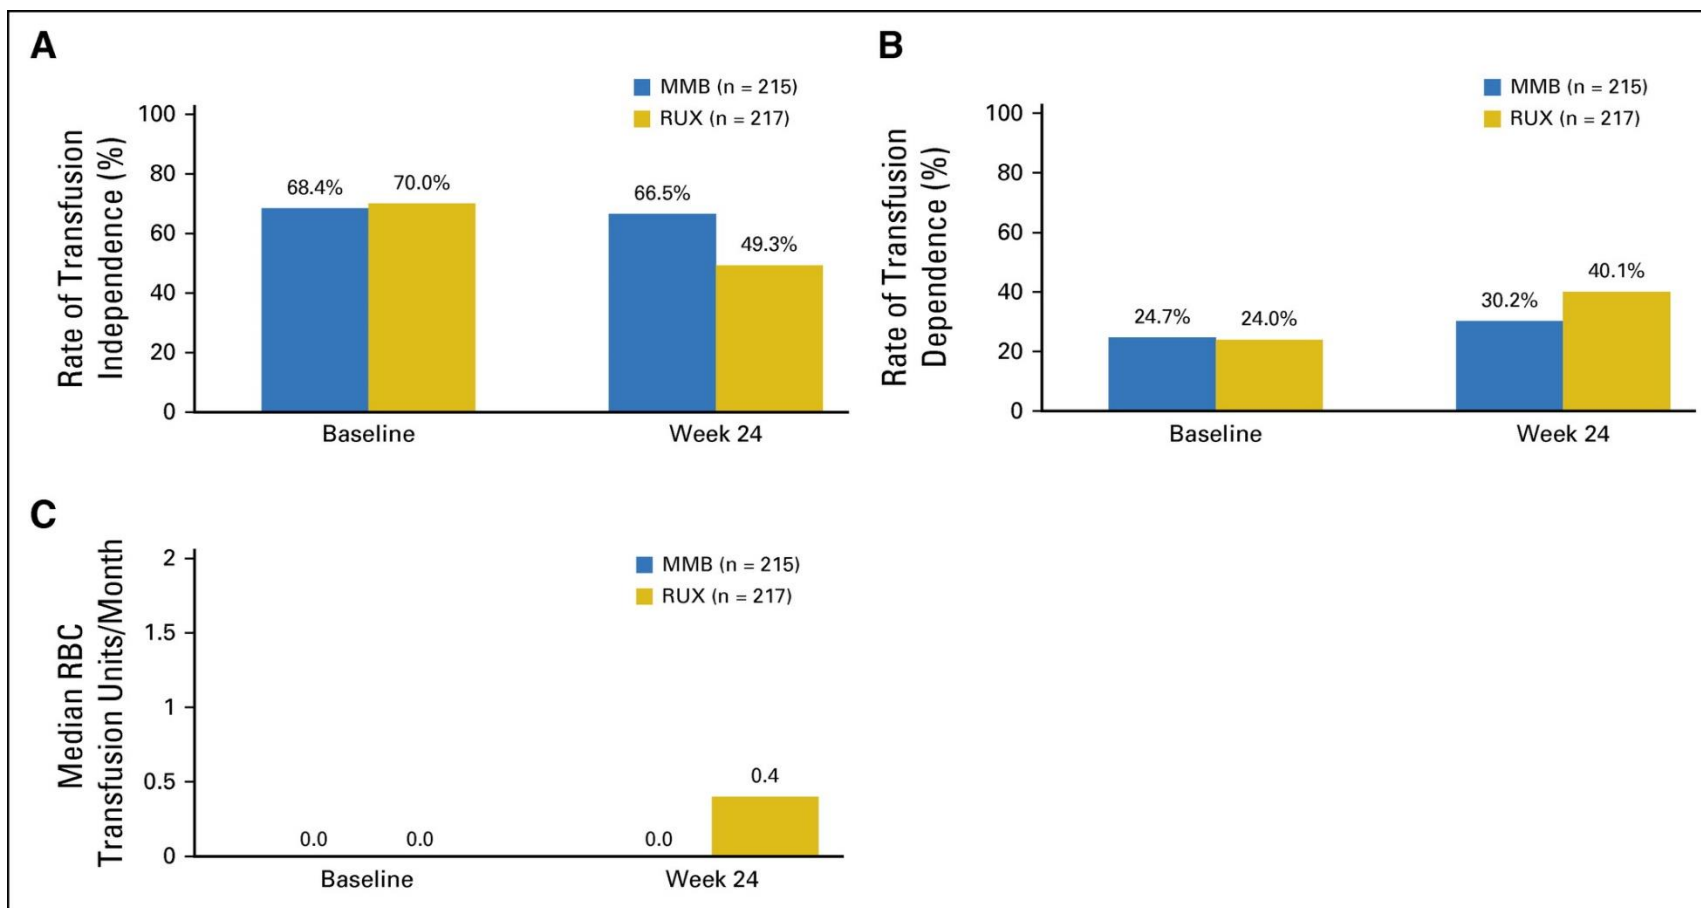 A
MMB (n = 215)
RUX (n = 217)
Rate of Transfusion
Independence (%)
100
80
60
40
20
0
68.4%
70.0%
66.5%
49.3%
Baseline
Week 24
B
MMB (n = 215)
RUX (n = 217)
Rate of Transfusion
Dependence (%)
100
80
60
40
20
0
24.7%
24.0%
30.2%
40.1%
Baseline
Week 24
C
MMB (n = 215)
RUX (n = 217)
Median RBC
Transfusion Units/Month
2
1.5
1
0.5
0
0.0
0.0
0.0
0.4
Baseline
Week 24